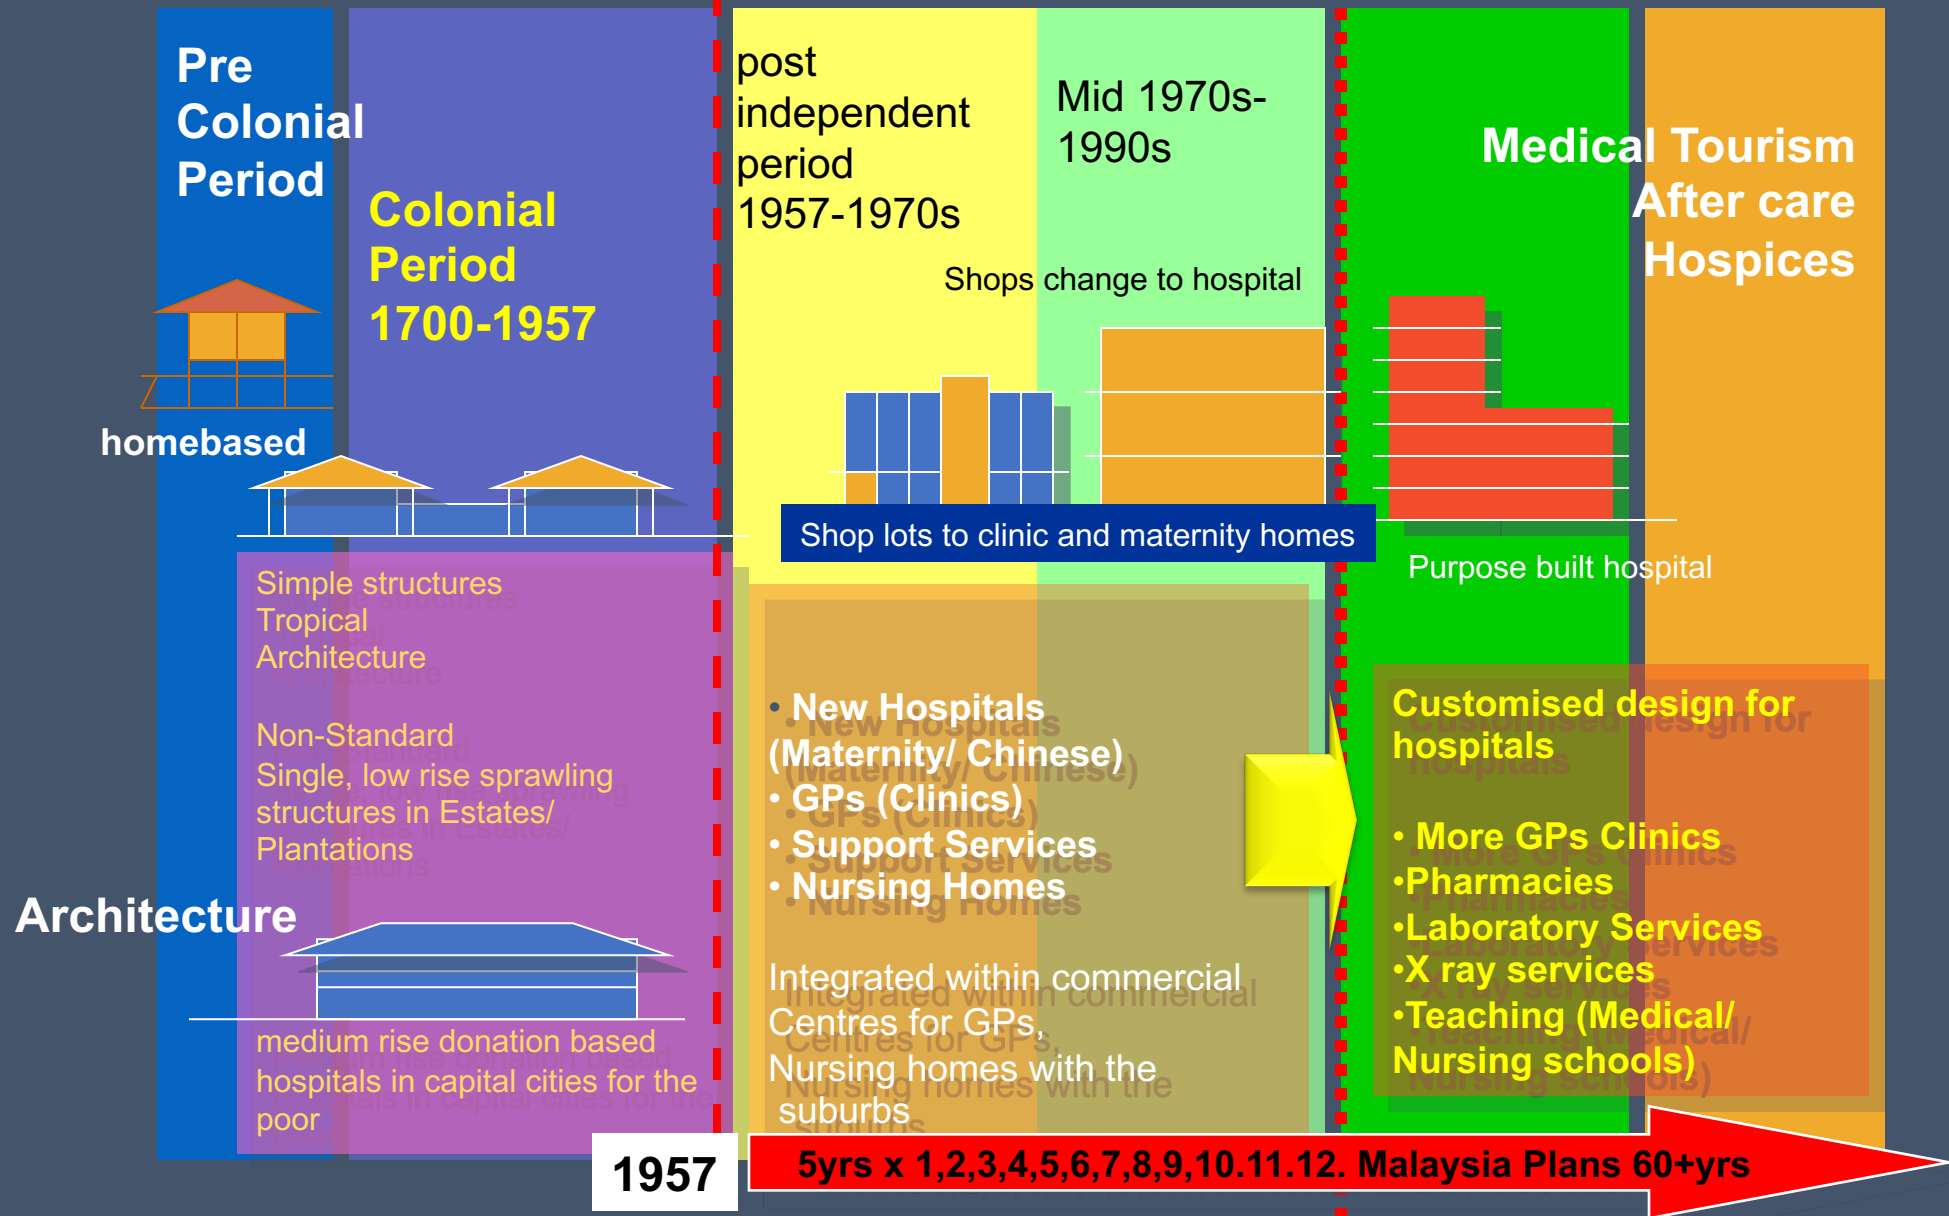 Pre
Colonial
Period
Colonial
Period
1700-1957
post
independent
period
1957-1970s
Mid 1970s-
1990s
Medical Tourism
After care
Hospices
Shops change to hospital
homebased
Shop lots to clinic and maternity homes
Purpose built hospital
Simple structures
Tropical
Architecture
Non-Standard
Single, low rise sprawling
structures in Estates/
Plantations
Architecture
medium rise donation based
hospitals in capital cities for the
poor
• New Hospitals
(Maternity/ Chinese)
• GPs (Clinics)
• Support Services
• Nursing Homes
Integrated within commercial
Centres for GPs,
Nursing homes with the
suburbs
Customised design for
hospitals
• More GPs Clinics
•Pharmacies
•Laboratory Services
•X ray services
•Teaching (Medical/
Nursing schools)
1957
5yrs x 1,2,3,4,5,6,7,8,9,10.11.12. Malaysia Plans 60+yrs